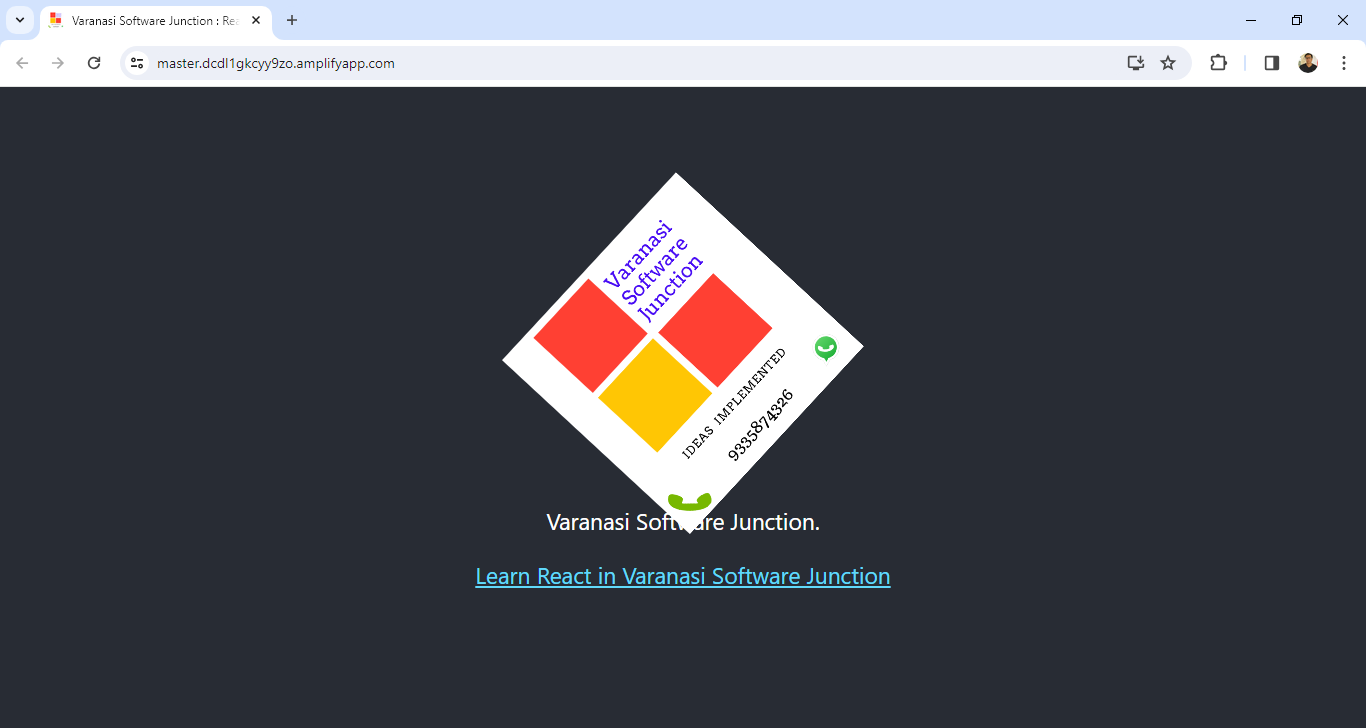 Varanasi Software Junction : Rea
master.dcdl1gkcyy9zo.amplifyapp.com
Varanasi
Software
Junction
IDEAS IMPLEMENTED
9335874326
Varanasi Software Junction.
Learn React in Varanasi Software Junction